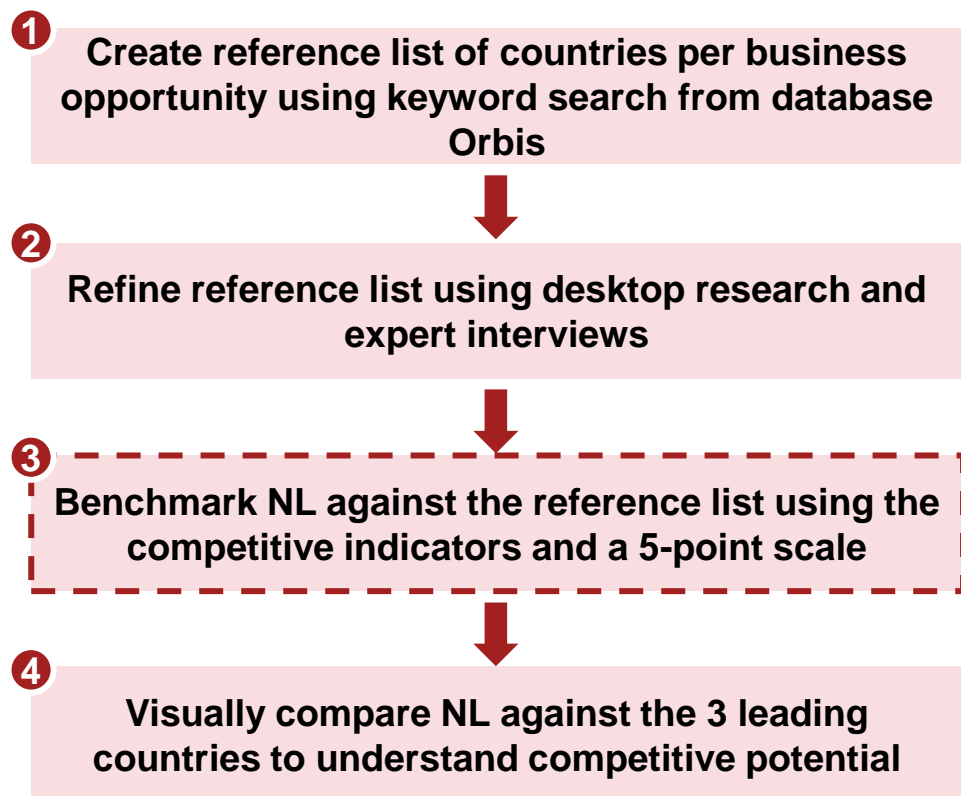 1
Create reference list of countries per business
opportunity using keyword search from database
Orbis
2
Refine reference list using desktop research and
expert interviews
3
Benchmark NL against the reference list using the
competitive indicators and a 5-point scale
4
Visually compare NL against the 3 leading
countries to understand competitive potential